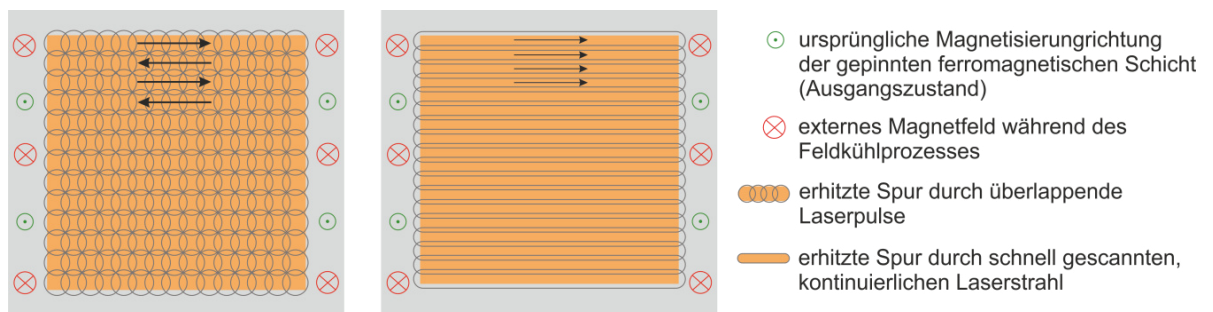 ursprüngliche Magnetisierungrichtung
der gepinnten ferromagnetischen Schicht
(Ausgangszustand)
externes Magnetfeld während des
Feldkühlprozesses
erhitzte Spur durch überlappende
Laserpulse
erhitzte Spur durch schnell gescannten,
kontinuierlichen Laserstrahl